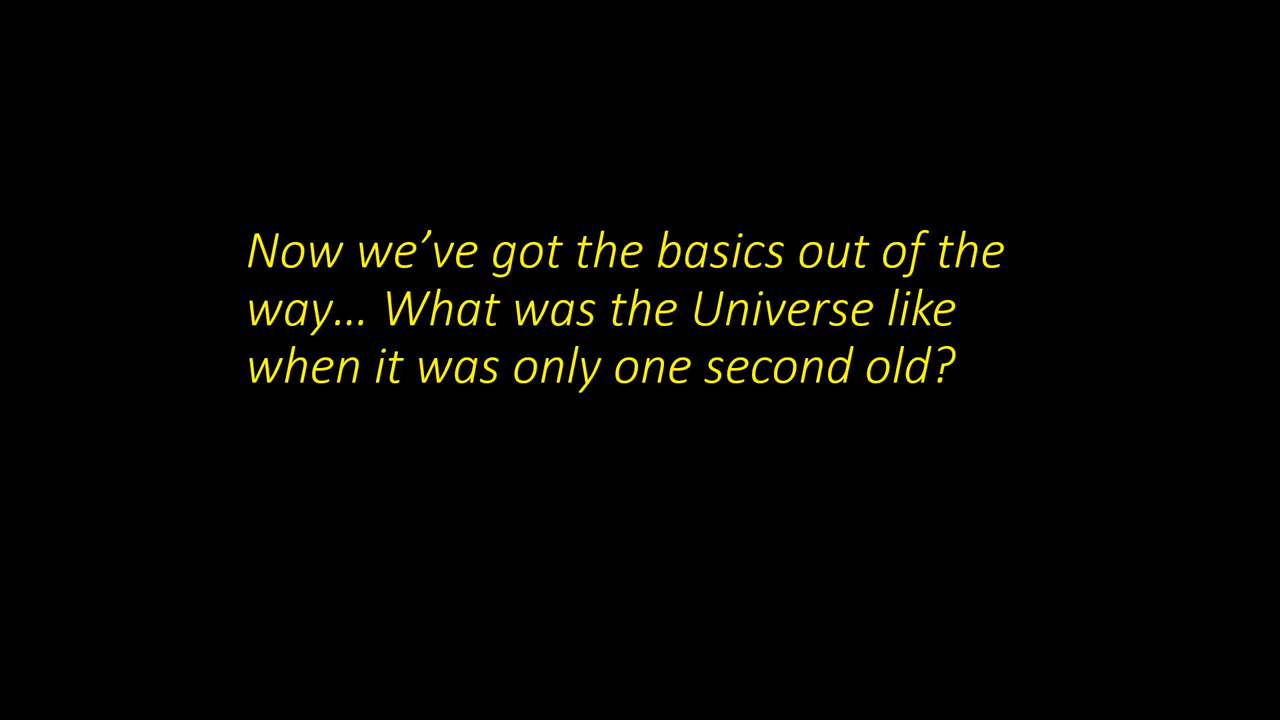 Now we’ve got the basics out of the
way… What was the Universe like
when it was only one second old?